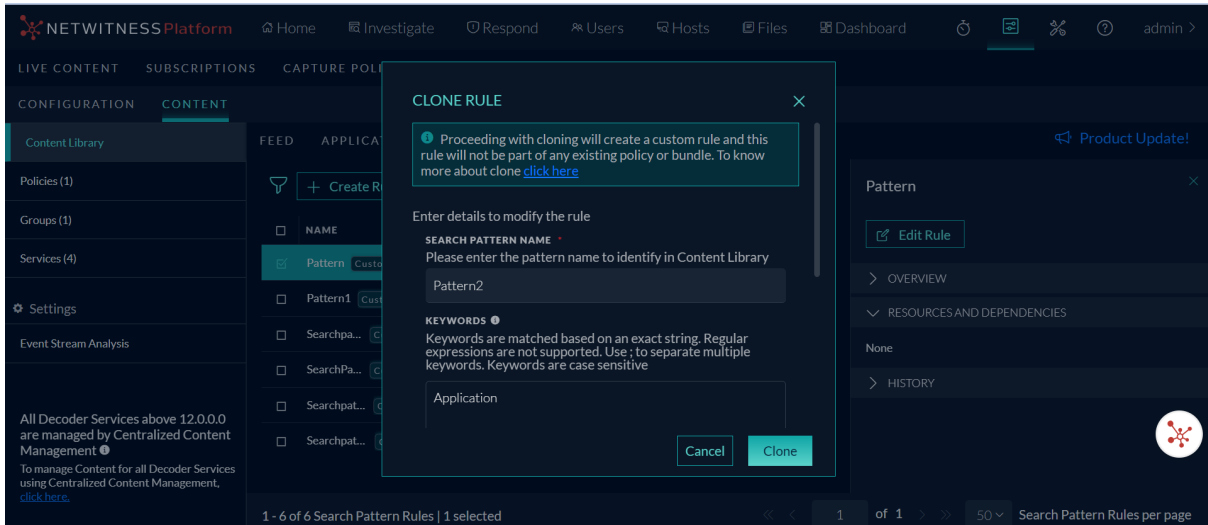 NETWITNESS Platform Home Investigate Respond Users Hosts Files Dashboard admin >
LIVE CONTENT SUBSCRIPTIONS CAPTURE POLI
CONFIGURATION CONTENT
Content Library
Policies (1)
Groups (1)
Services (4)
Settings
Event Stream Analysis
All Decoder Services above 12.0.0.0
are managed by Centralized Content
Management
To manage Content for all Decoder Services
using Centralized Content Management,
click here.
FEED APPLICA
Product Update!
+ Create R
NAME
Pattern Custo
Pattern1 Cust
Searchpa... C
SearchPa... C
Searchpat...
Searchpat...
1 - 6 of 6 Search Pattern Rules | 1 selected
<< < 1 of 1 > >> 50 Search Pattern Rules per page
CLONE RULE
Proceeding with cloning will create a custom rule and this
rule will not be part of any existing policy or bundle. To know
more about clone click here
Enter details to modify the rule
SEARCH PATTERN NAME *
Please enter the pattern name to identify in Content Library
Pattern2
KEYWORDS
Keywords are matched based on an exact string. Regular
expressions are not supported. Use ; to separate multiple
keywords. Keywords are case sensitive
Application
Cancel Clone
Pattern
Edit Rule
OVERVIEW
RESOURCES AND DEPENDENCIES
None
HISTORY